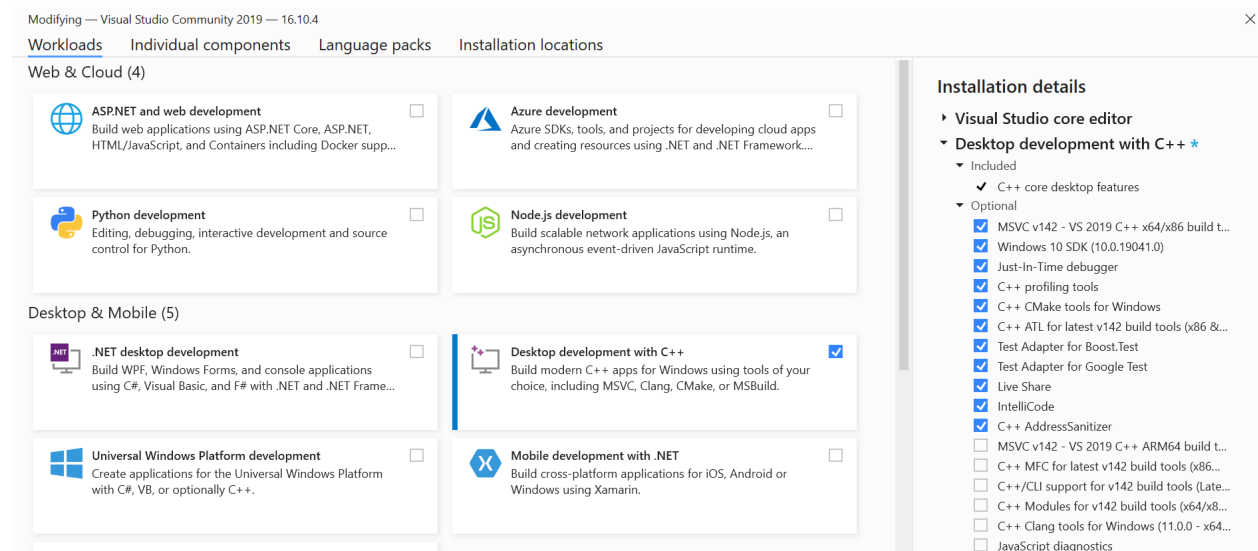 Modifying — Visual Studio Community 2019 — 16.10.4
Workloads Individual components Language packs Installation locations
Web & Cloud (4)
ASP.NET and web development
Build web applications using ASP.NET Core, ASP.NET,
HTML/JavaScript, and Containers including Docker supp...
Azure development
Azure SDKs, tools, and projects for developing cloud apps
and creating resources using .NET and .NET Framework....
Python development
Editing, debugging, interactive development and source
control for Python.
JS
Node.js development
Build scalable network applications using Node.js, an
asynchronous event-driven JavaScript runtime.
Desktop & Mobile (5)
.NET
.NET desktop development
Build WPF, Windows Forms, and console applications
using C#, Visual Basic, and F# with .NET and .NET Frame...
Desktop development with C++
Build modern C++ apps for Windows using tools of your
choice, including MSVC, Clang, CMake, or MSBuild.
Universal Windows Platform development
Create applications for the Universal Windows Platform
with C#, VB, or optionally C++.
Mobile development with .NET
Build cross-platform applications for iOS, Android or
Windows using Xamarin.
Installation details
Visual Studio core editor
Desktop development with C++ *
Included
C++ core desktop features
Optional
MSVC v142 - VS 2019 C++ x64/x86 build t...
Windows 10 SDK (10.0.19041.0)
Just-In-Time debugger
C++ profiling tools
C++ CMake tools for Windows
C++ ATL for latest v142 build tools (x86 &...
Test Adapter for Boost.Test
Test Adapter for Google Test
Live Share
IntelliCode
C++ AddressSanitizer
MSVC v142 - VS 2019 C++ ARM64 build t...
C++ MFC for latest v142 build tools (x86...
C++/CLI support for v142 build tools (Late...
C++ Modules for v142 build tools (x64/x8...
C++ Clang tools for Windows (11.0.0 - x64...
JavaScript diagnostics